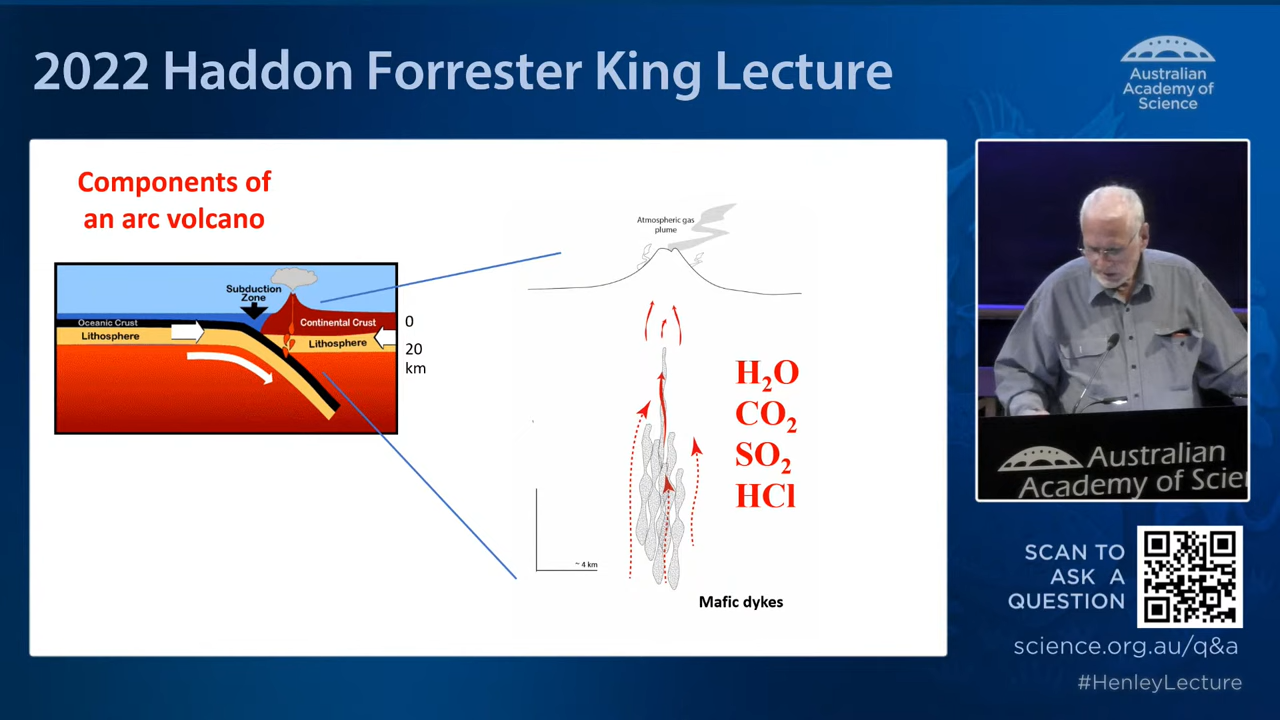 2022 Haddon Forrester King Lecture
Australian
Academy of
Science
Components of
an arc volcano
Subduction
Zone
Oceanic Crust
Lithosphere
Continental Crust
Lithosphere
0
20
km
Atmospheric gas
plume
H₂O
CO₂
SO₂
HCl
~ 4 km
Mafic dykes
Australian
Academy of Scie
SCAN TO
ASK A
QUESTION
science.org.au/q&a
#HenleyLecture